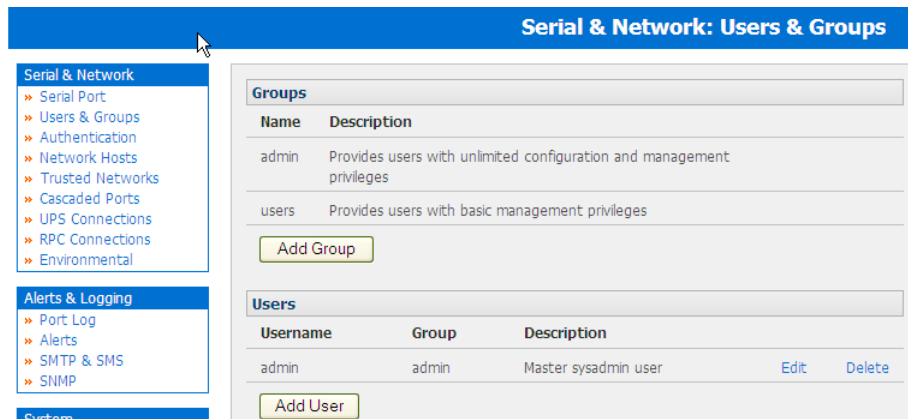 Serial & Network: Users & Groups
Serial & Network
» Serial Port
» Users & Groups
» Authentication
» Network Hosts
» Trusted Networks
» Cascaded Ports
» UPS Connections
» RPC Connections
» Environmental
Alerts & Logging
» Port Log
» Alerts
» SMTP & SMS
» SNMP
System
Groups
Name Description
admin Provides users with unlimited configuration and management
privileges
users Provides users with basic management privileges
Add Group
Users
Username Group Description
admin admin Master sysadmin user Edit Delete
Add User